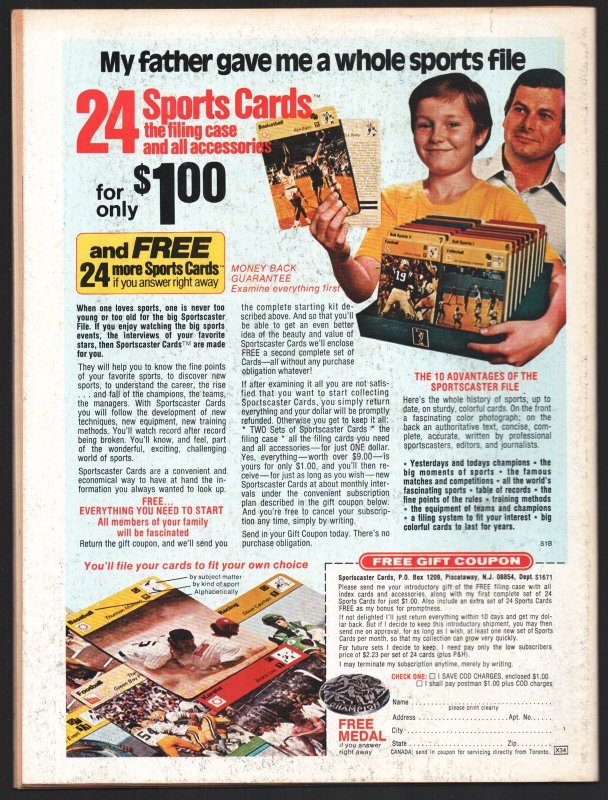 My father gave me a whole sports file
24 Sports Cards™
the filing case
and all accessories
for only $1.00
and FREE
24 more Sports Cards™
if you answer right away
MONEY BACK
GUARANTEE
Examine everything first
Basketball
Rick Barry
Ball Sports II 7
Football
Ball Sports I 6
Volleyball
When one loves sports, one is never too
young or too old for the big Sportscaster
File. If you enjoy watching the big sports
events, the interviews of your favorite
stars, then Sportscaster Cards™ are made
for you.
They will help you to know the fine points
of your favorite sports, to discover new
sports, to understand the career, the rise
. . . and fall of the champions, the teams,
the managers. With Sportscaster Cards
you will follow the development of new
techniques, new equipment, new training
methods. You'll watch record after record
being broken. You'll know, and feel, part
of the wonderful, exciting, challenging
world of sports.
Sportscaster Cards are a convenient and
economical way to have at hand the in-
formation you always wanted to look up.
FREE...
EVERYTHING YOU NEED TO START
All members of your family
will be fascinated
Return the gift coupon, and we'll send you
the complete starting kit de-
scribed above. And so that you'll
be able to get an even better
idea of the beauty and value of
Sportscaster Cards we'll enclose
FREE a second complete set of
Cards—all without any purchase
obligation whatever!
If after examining it all you are not satis-
fied that you want to start collecting
Sportscaster Cards, you simply return
everything and your dollar will be promptly
refunded. Otherwise you get to keep it all:
* TWO Sets of Sportscaster Cards * the
filing case * all the filing cards you need
and all accessories—for just ONE dollar.
Yes, everything—worth over $9.00—is
yours for only $1.00, and you'll then re-
ceive—for just as long as you wish—new
Sportscaster Cards at about monthly inter-
vals under the convenient subscription
plan described in the gift coupon below.
And you're free to cancel your subscrip-
tion any time, simply by writing.
Send in your Gift Coupon today. There's no
purchase obligation.
THE 10 ADVANTAGES OF THE
SPORTSCASTER FILE
Here's the whole history of sports, up to
date, on sturdy, colorful cards. On the front
a fascinating color photograph; on the
back an authoritative text, concise, com-
plete, accurate, written by professional
sportscasters, editors, and journalists.
• Yesterdays and todays champions • the
big moments of sports • the famous
matches and competitions • all the world's
fascinating sports • table of records • the
fine points of the rules • training methods
• the equipment of teams and champions
• a filing system to fit your interest • big
colorful cards to last for years.
S1B
You'll file your cards to fit your own choice
by subject matter
by kind of sport
Alphabetically
Baseball
Thurman Munson
Boxing
Steve Cauthen
Football
The Green Bay
Karate
Bruce Lee
FREE GIFT COUPON
Sportscaster Cards, P.O. Box 1209, Piscataway, N.J. 08854, Dept. S1671
Please send me your introductory gift of the FREE filing case with all
index cards and accessories, along with my first complete set of 24
Sports Cards for just $1.00. Also include an extra set of 24 Sports Cards
FREE as my bonus for promptness.
If not delighted I'll just return everything within 10 days and get my dol-
lar back. But if I decide to keep this introductory shipment, you may then
send me on approval, for as long as I wish, at least one new set of Sports
Cards per month, so that my collection can grow very quickly.
For future sets I decide to keep, I need pay only the low subscribers
price of $2.23 per set of 24 cards (plus P&H).
I may terminate my subscription anytime, merely by writing.
CHECK ONE: □ I SAVE COD CHARGES, enclosed $1.00
□ I shall pay postman $1.00 plus COD charges
Name
please print clearly
Address Apt. No.
City
State Zip
CANADA: send in coupon for servicing directly from Toronto. X34
CHAMPION
FREE
MEDAL
if you answer
right away